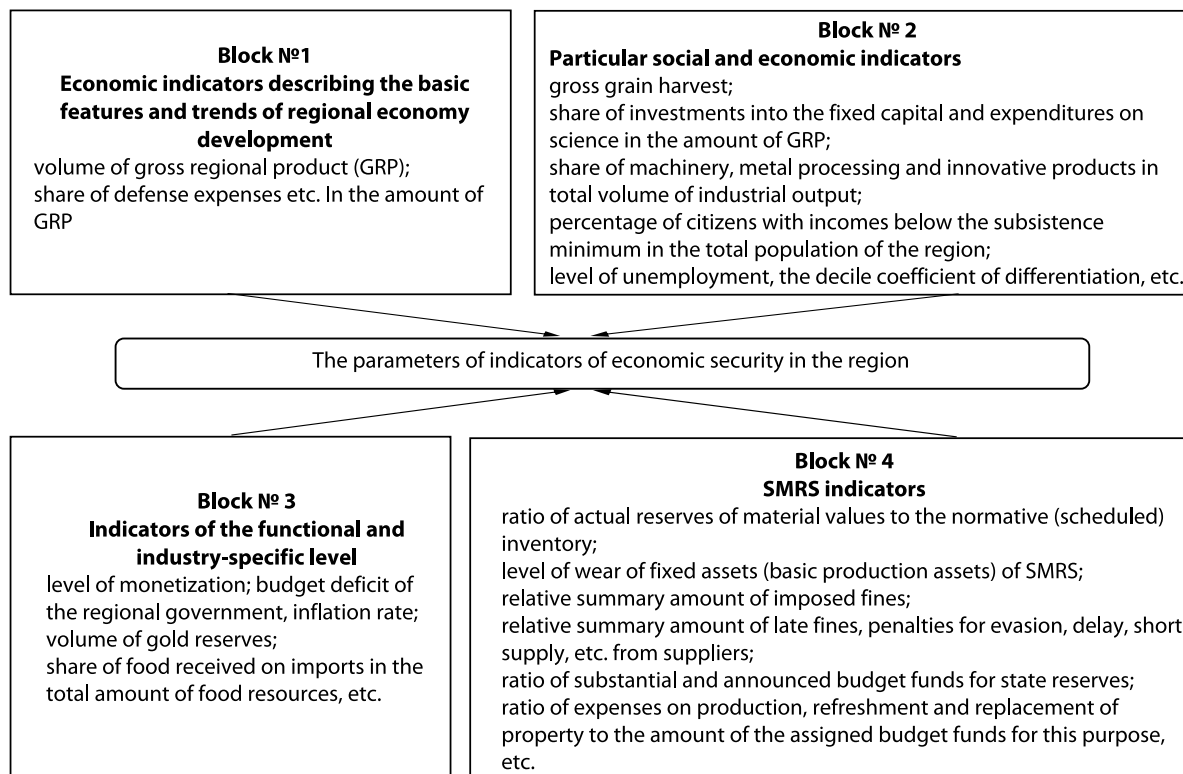 Block №1
Economic indicators describing the basic
features and trends of regional economy
development
volume of gross regional product (GRP);
share of defense expenses etc. In the amount of
GRP
Block № 2
Particular social and economic indicators
gross grain harvest;
share of investments into the fixed capital and expenditures on
science in the amount of GRP;
share of machinery, metal processing and innovative products in
total volume of industrial output;
percentage of citizens with incomes below the subsistence
minimum in the total population of the region;
level of unemployment, the decile coefficient of differentiation, etc.
The parameters of indicators of economic security in the region
Block № 3
Indicators of the functional and
industry-specific level
level of monetization; budget deficit of
the regional government, inflation rate;
volume of gold reserves;
share of food received on imports in the
total amount of food resources, etc.
Block № 4
SMRS indicators
ratio of actual reserves of material values to the normative (scheduled)
inventory;
level of wear of fixed assets (basic production assets) of SMRS;
relative summary amount of imposed fines;
relative summary amount of late fines, penalties for evasion, delay, short
supply, etc. from suppliers;
ratio of substantial and announced budget funds for state reserves;
ratio of expenses on production, refreshment and replacement of
property to the amount of the assigned budget funds for this purpose,
etc.